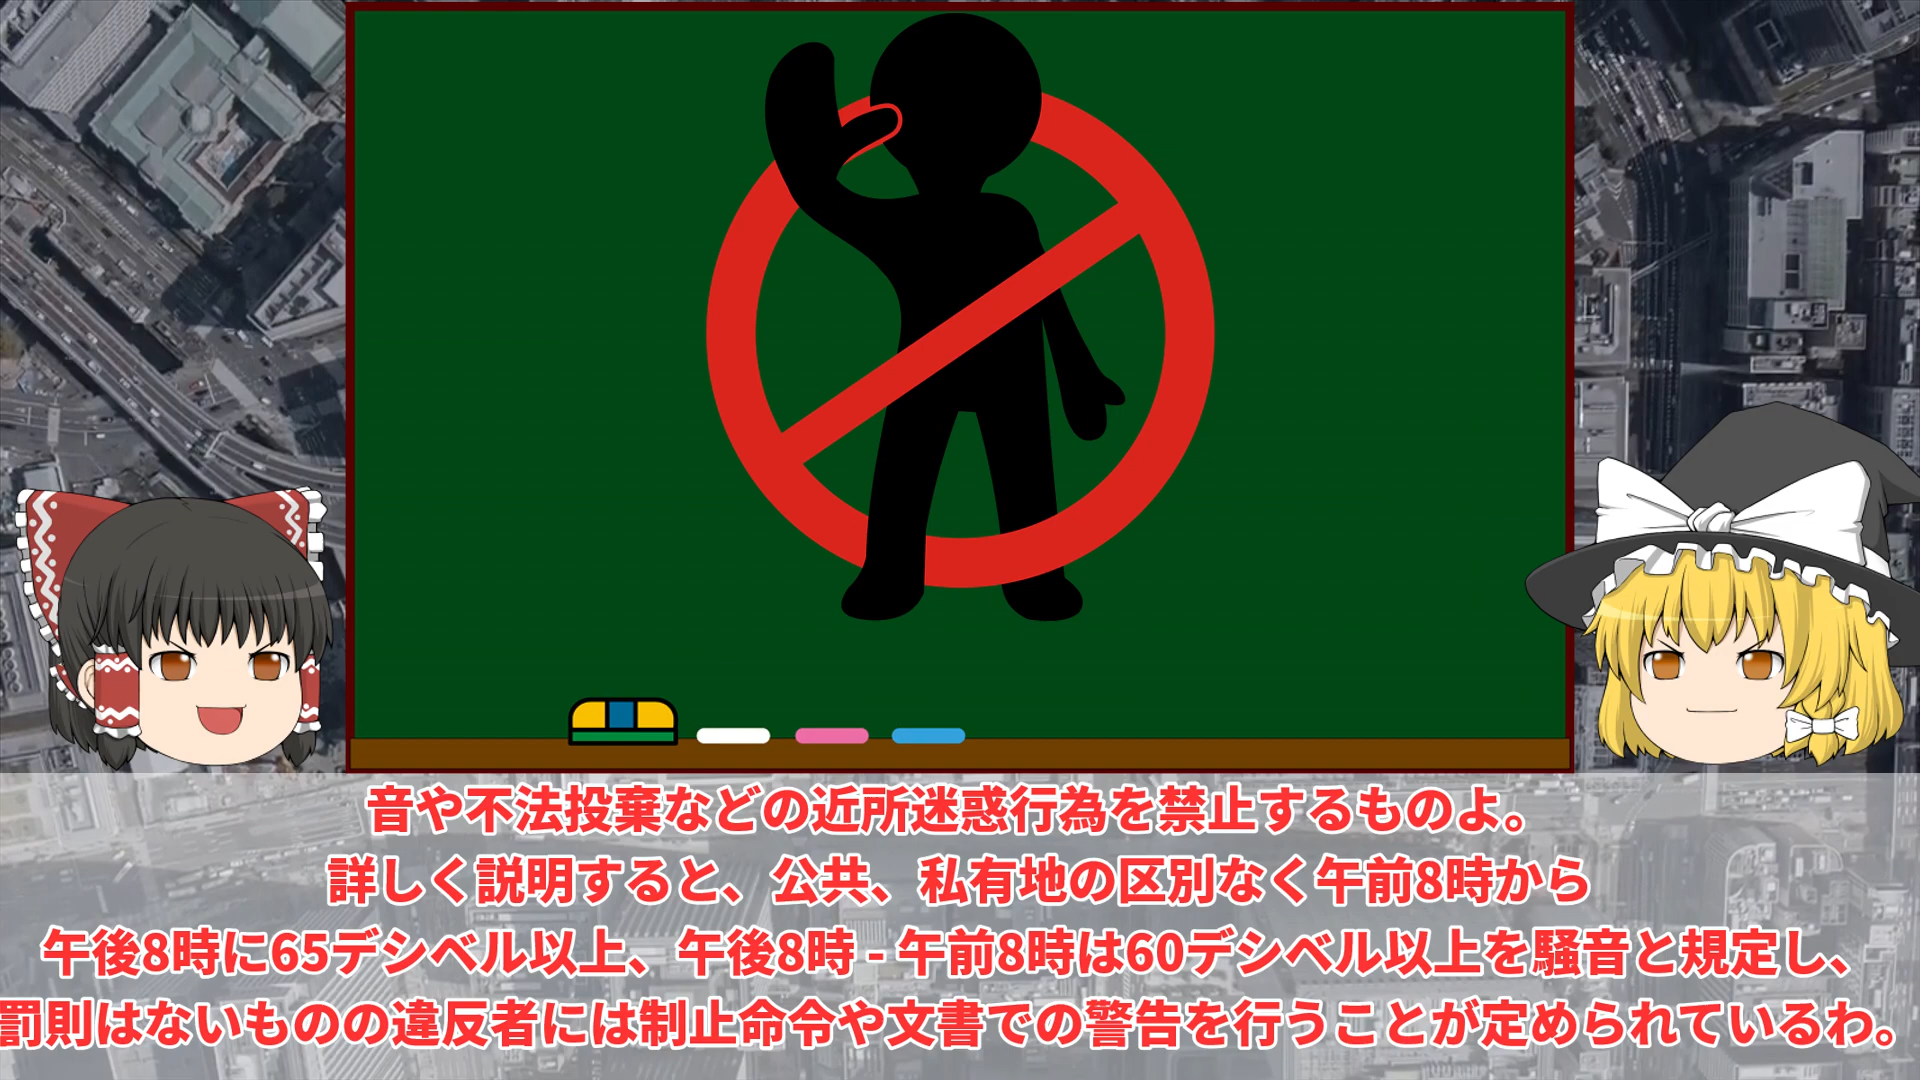 音や不法投棄などの近所迷惑行為を禁止するものよ。
詳しく説明すると、公共、私有地の区別なく午前8時から
午後8時に65デシベル以上、午後8時 - 午前8時は60デシベル以上を騒音と規定し、
罰則はないものの違反者には制止命令や文書での警告を行うことが定められているわ。